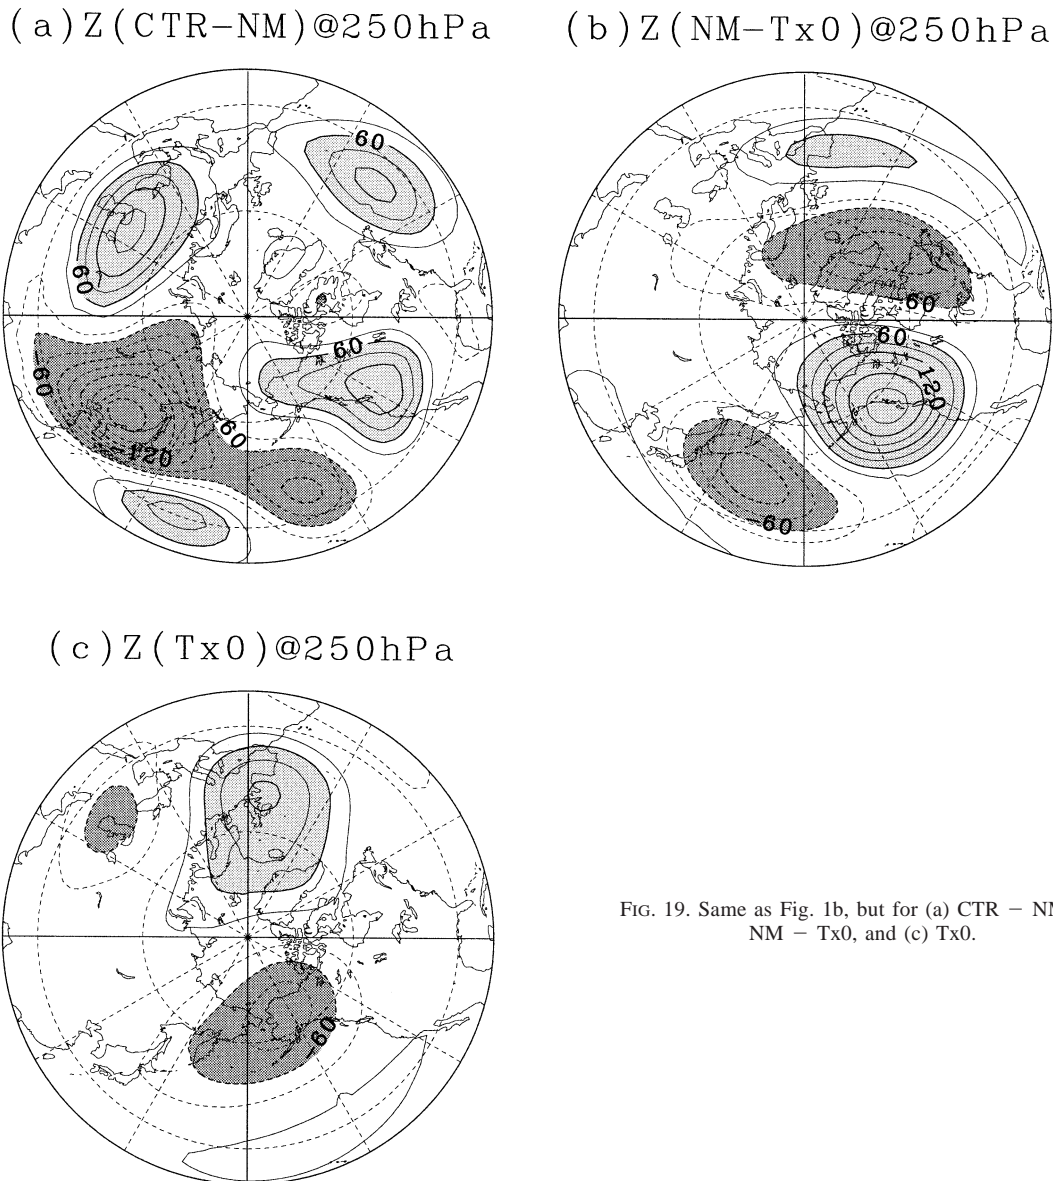 (a) Z(CTR−NM)@250hPa
(b) Z(NM−Tx0)@250hPa
60
60
60
−60
−60
−120
−60
−60
120
−60
(c) Z(Tx0)@250hPa
−60
FIG. 19. Same as Fig. 1b, but for (a) CTR − NM
NM − Tx0, and (c) Tx0.